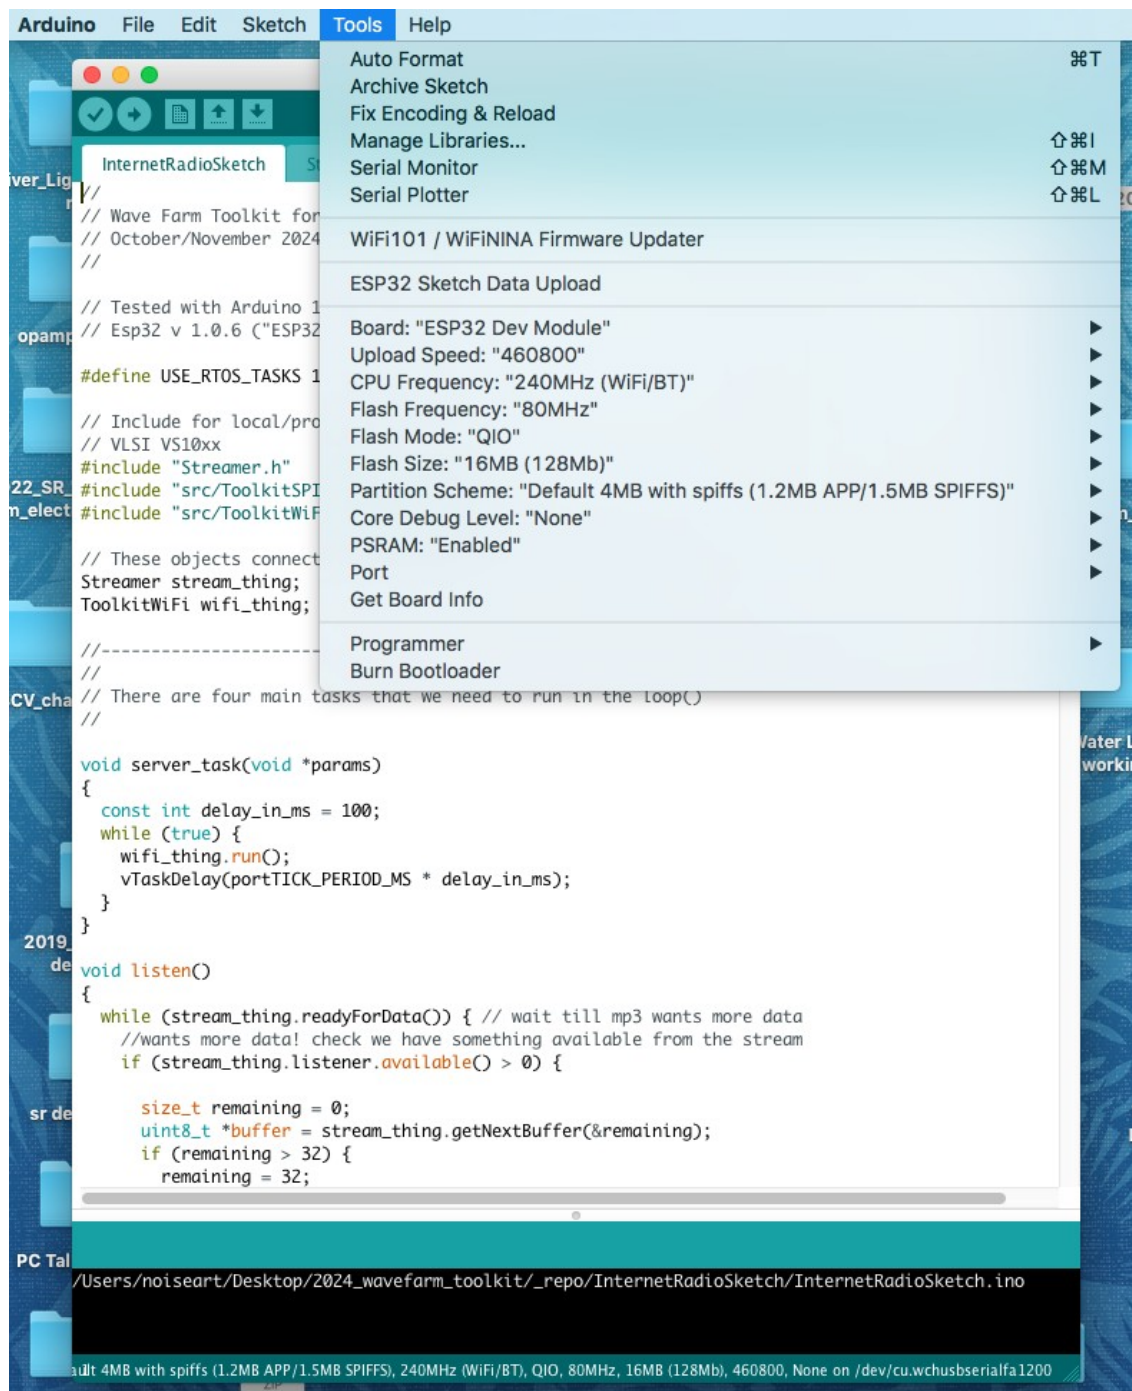 Arduino File Edit Sketch Tools Help
Auto Format ⌘T
Archive Sketch
Fix Encoding & Reload
Manage Libraries... ⇧⌘I
Serial Monitor ⇧⌘M
Serial Plotter ⇧⌘L
WiFi101 / WiFiNINA Firmware Updater
ESP32 Sketch Data Upload
Board: "ESP32 Dev Module"
Upload Speed: "460800"
CPU Frequency: "240MHz (WiFi/BT)"
Flash Frequency: "80MHz"
Flash Mode: "QIO"
Flash Size: "16MB (128Mb)"
Partition Scheme: "Default 4MB with spiffs (1.2MB APP/1.5MB SPIFFS)"
Core Debug Level: "None"
PSRAM: "Enabled"
Port
Get Board Info
Programmer
Burn Bootloader
InternetRadioSketch
//
// Wave Farm Toolkit for
// October/November 2024
//
// Tested with Arduino 1
// Esp32 v 1.0.6 ("ESP32
#define USE_RTOS_TASKS 1
// Include for local/pro
// VLSI VS10xx
#include "Streamer.h"
#include "src/ToolkitSPI
#include "src/ToolkitWiF
// These objects connect
Streamer stream_thing;
ToolkitWiFi wifi_thing;
//----------------------
//
// There are four main tasks that we need to run in the loop()
//
void server_task(void *params)
{
const int delay_in_ms = 100;
while (true) {
wifi_thing.run();
vTaskDelay(portTICK_PERIOD_MS * delay_in_ms);
}
}
void listen()
{
while (stream_thing.readyForData()) { // wait till mp3 wants more data
//wants more data! check we have something available from the stream
if (stream_thing.listener.available() > 0) {
size_t remaining = 0;
uint8_t *buffer = stream_thing.getNextBuffer(&remaining);
if (remaining > 32) {
remaining = 32;
/Users/noiseart/Desktop/2024_wavefarm_toolkit/_repo/InternetRadioSketch/InternetRadioSketch.ino
ault 4MB with spiffs (1.2MB APP/1.5MB SPIFFS), 240MHz (WiFi/BT), QIO, 80MHz, 16MB (128Mb), 460800, None on /dev/cu.wchusbserialfa1200
iver_Lig
opamp
22_SR_
m_elect
CV_cha
2019_
de
sr de
PC Tal
Water L
workin